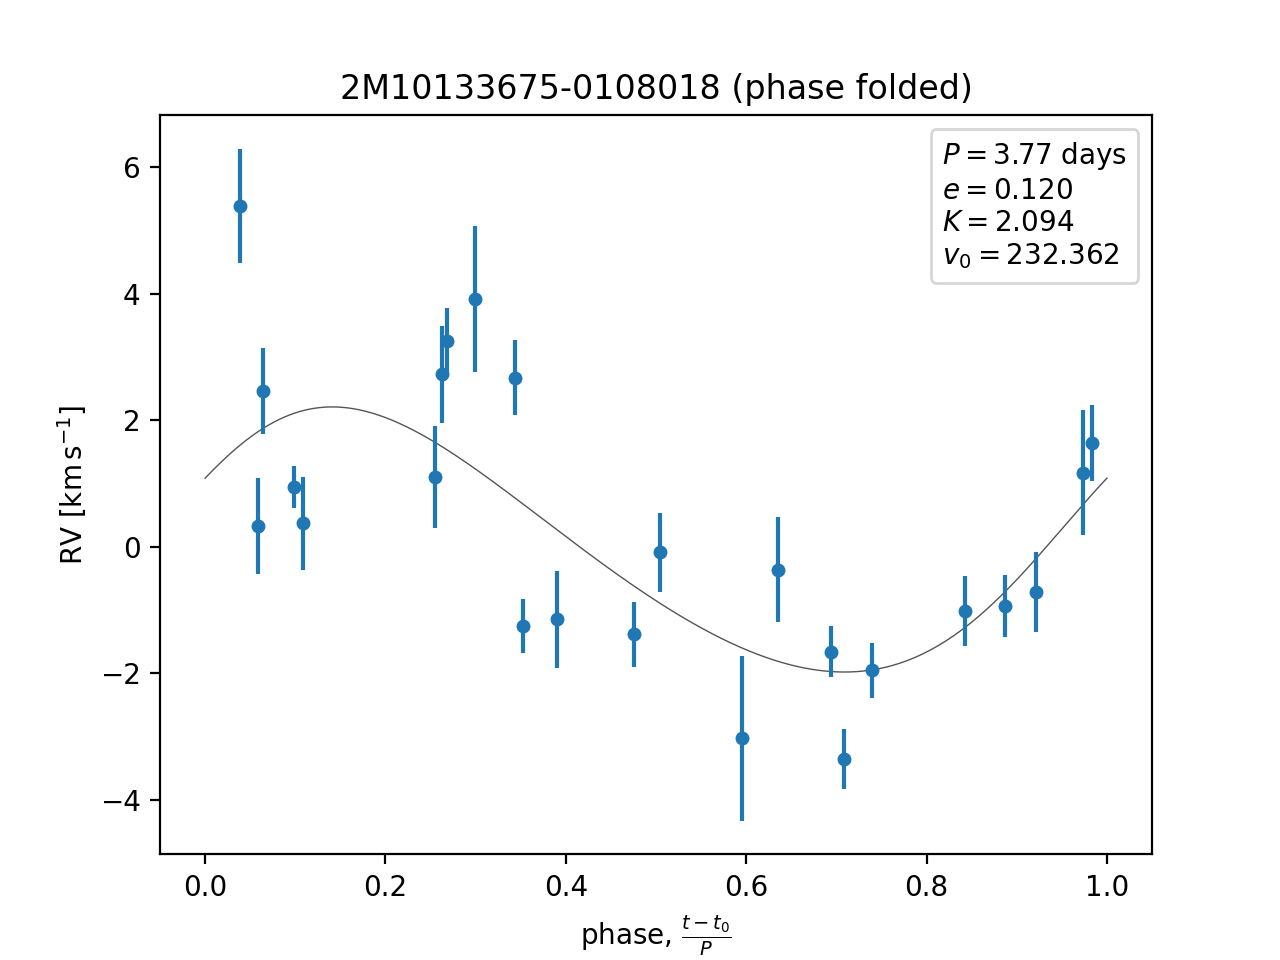 2M10133675-0108018 (phase folded)
P = 3.77 days
e = 0.120
K = 2.094
v₀ = 232.362
6
4
2
0
−2
−4
RV [km s⁻¹]
0.0 0.2 0.4 0.6 0.8 1.0
phase, (t − t₀)/P